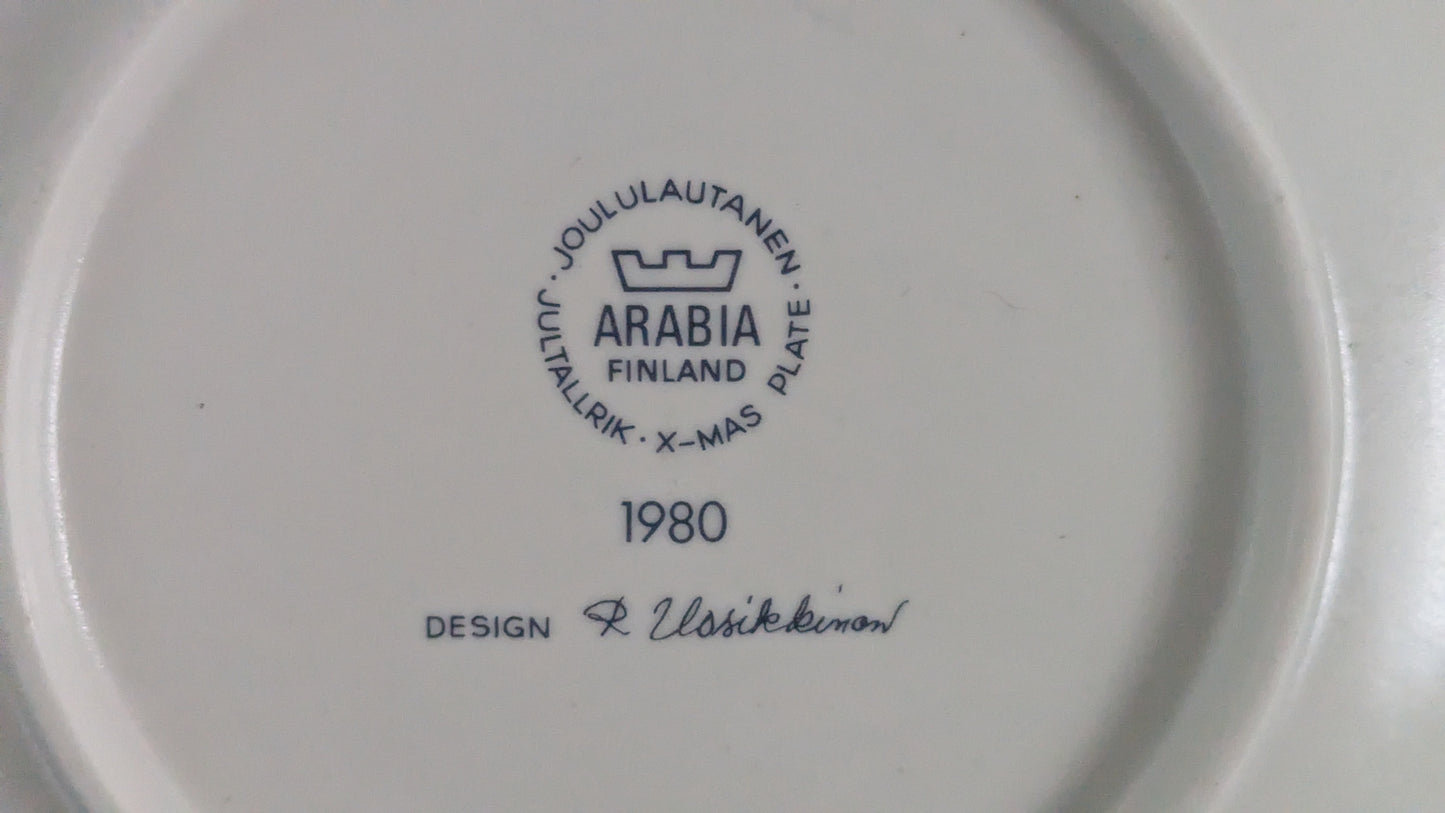 JOULULAUTANEN · X-MAS PLATE · JULTALLRIK ·
ARABIA
FINLAND
1980
DESIGN R Uosikkinen